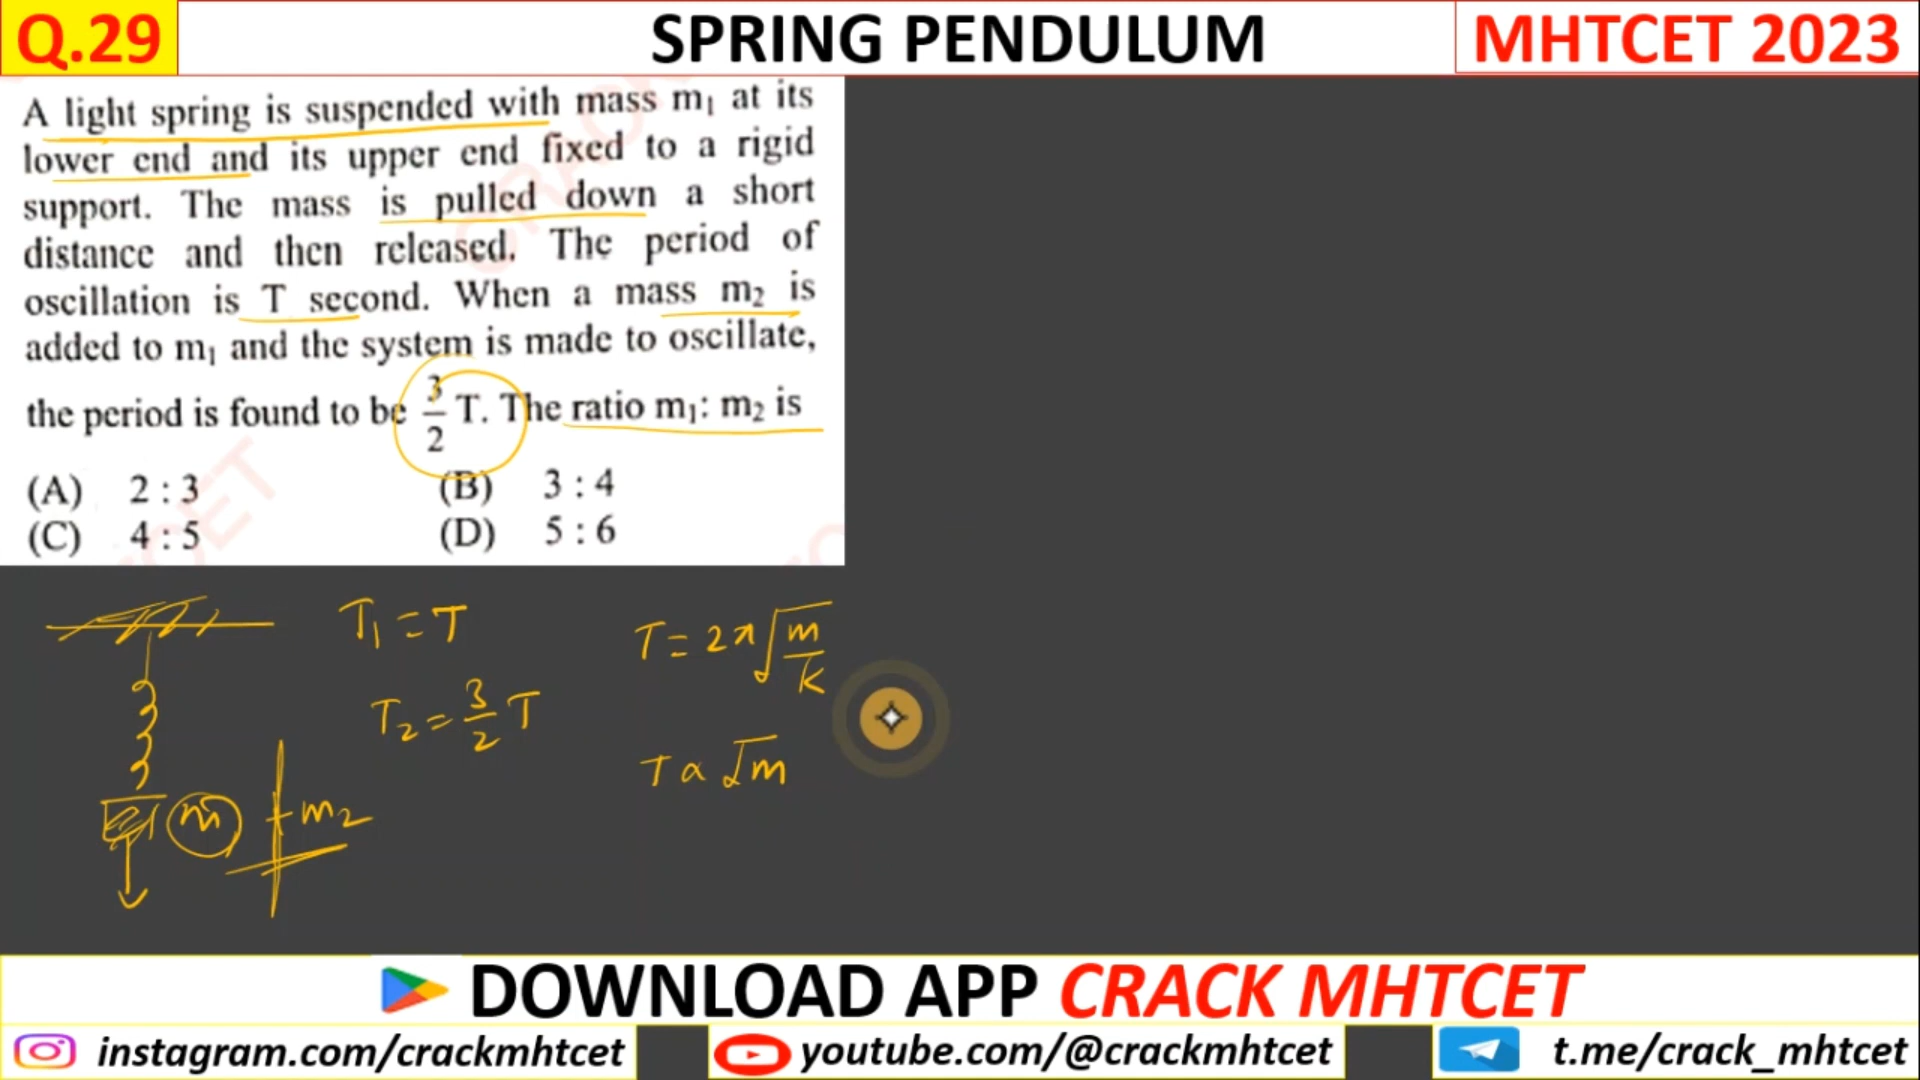 Q.29
SPRING PENDULUM
MHTCET 2023
A light spring is suspended with mass m₁ at its
lower end and its upper end fixed to a rigid
support. The mass is pulled down a short
distance and then released. The period of
oscillation is T second. When a mass m₂ is
added to m₁ and the system is made to oscillate,
the period is found to be 3/2 T. The ratio m₁: m₂ is
(A) 2 : 3 (B) 3 : 4
(C) 4 : 5 (D) 5 : 6
T₁ = T
T = 2π√(m/k)
T₂ = 3/2 T
T α √m
m + m₂
DOWNLOAD APP CRACK MHTCET
instagram.com/crackmhtcet
youtube.com/@crackmhtcet
t.me/crack_mhtcet